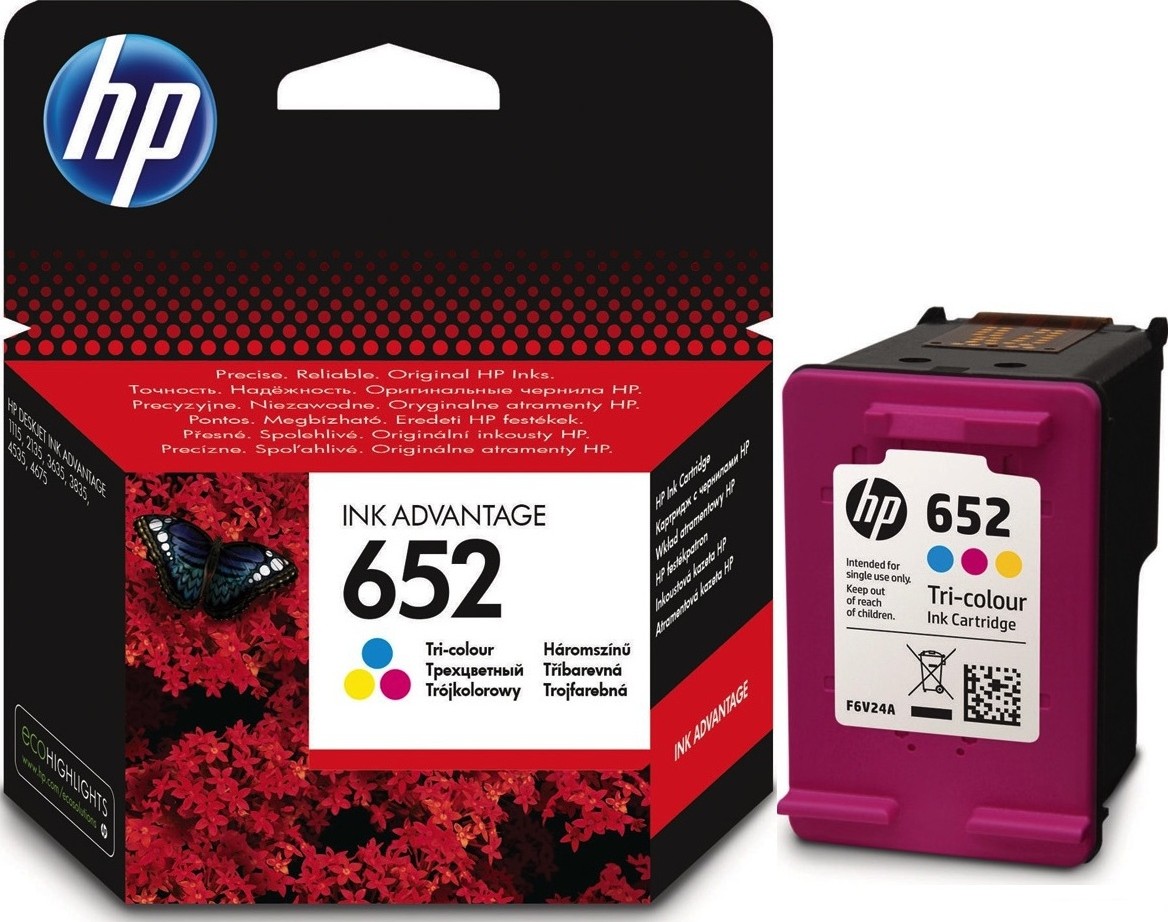 hp
Precise. Reliable. Original HP Inks.
Точность. Надёжность. Оригинальные чернила HP.
Precyzyjne. Niezawodne. Oryginalne atramenty HP.
Pontos. Megbízható. Eredeti HP festékek.
Přesné. Spolehlivé. Originální inkousty HP.
Precízne. Spoľahlivé. Originálne atramenty HP.
HP DESKJET INK ADVANTAGE
1115, 2135, 3635, 3835,
4535, 4675
INK ADVANTAGE
652
Tri-colour
Трехцветный
Trójkolorowy
Háromszínű
Tříbarevná
Trojfarebná
HP Ink Cartridge
Картридж с чернилами HP
Wkład atramentowy HP
HP festékpatron
Inkoustová kazeta HP
Atramentová kazeta HP
INK ADVANTAGE
ecoHIGHLIGHTS
www.hp.com/ecosolutions
hp
hp 652
Intended for
single use only.
Keep out
of reach
of children.
Tri-colour
Ink Cartridge
F6V24A